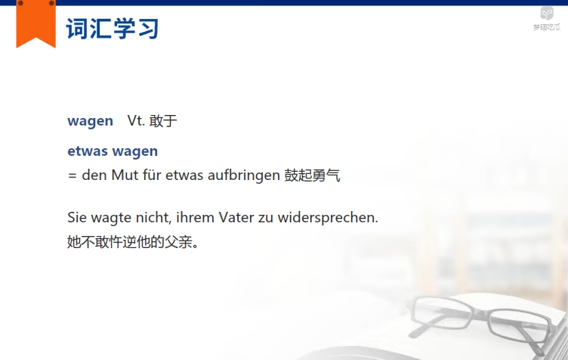 词汇学习
wagen Vt. 敢于
etwas wagen
= den Mut für etwas aufbringen 鼓起勇气
Sie wagte nicht, ihrem Vater zu widersprechen.
她不敢忤逆他的父亲。